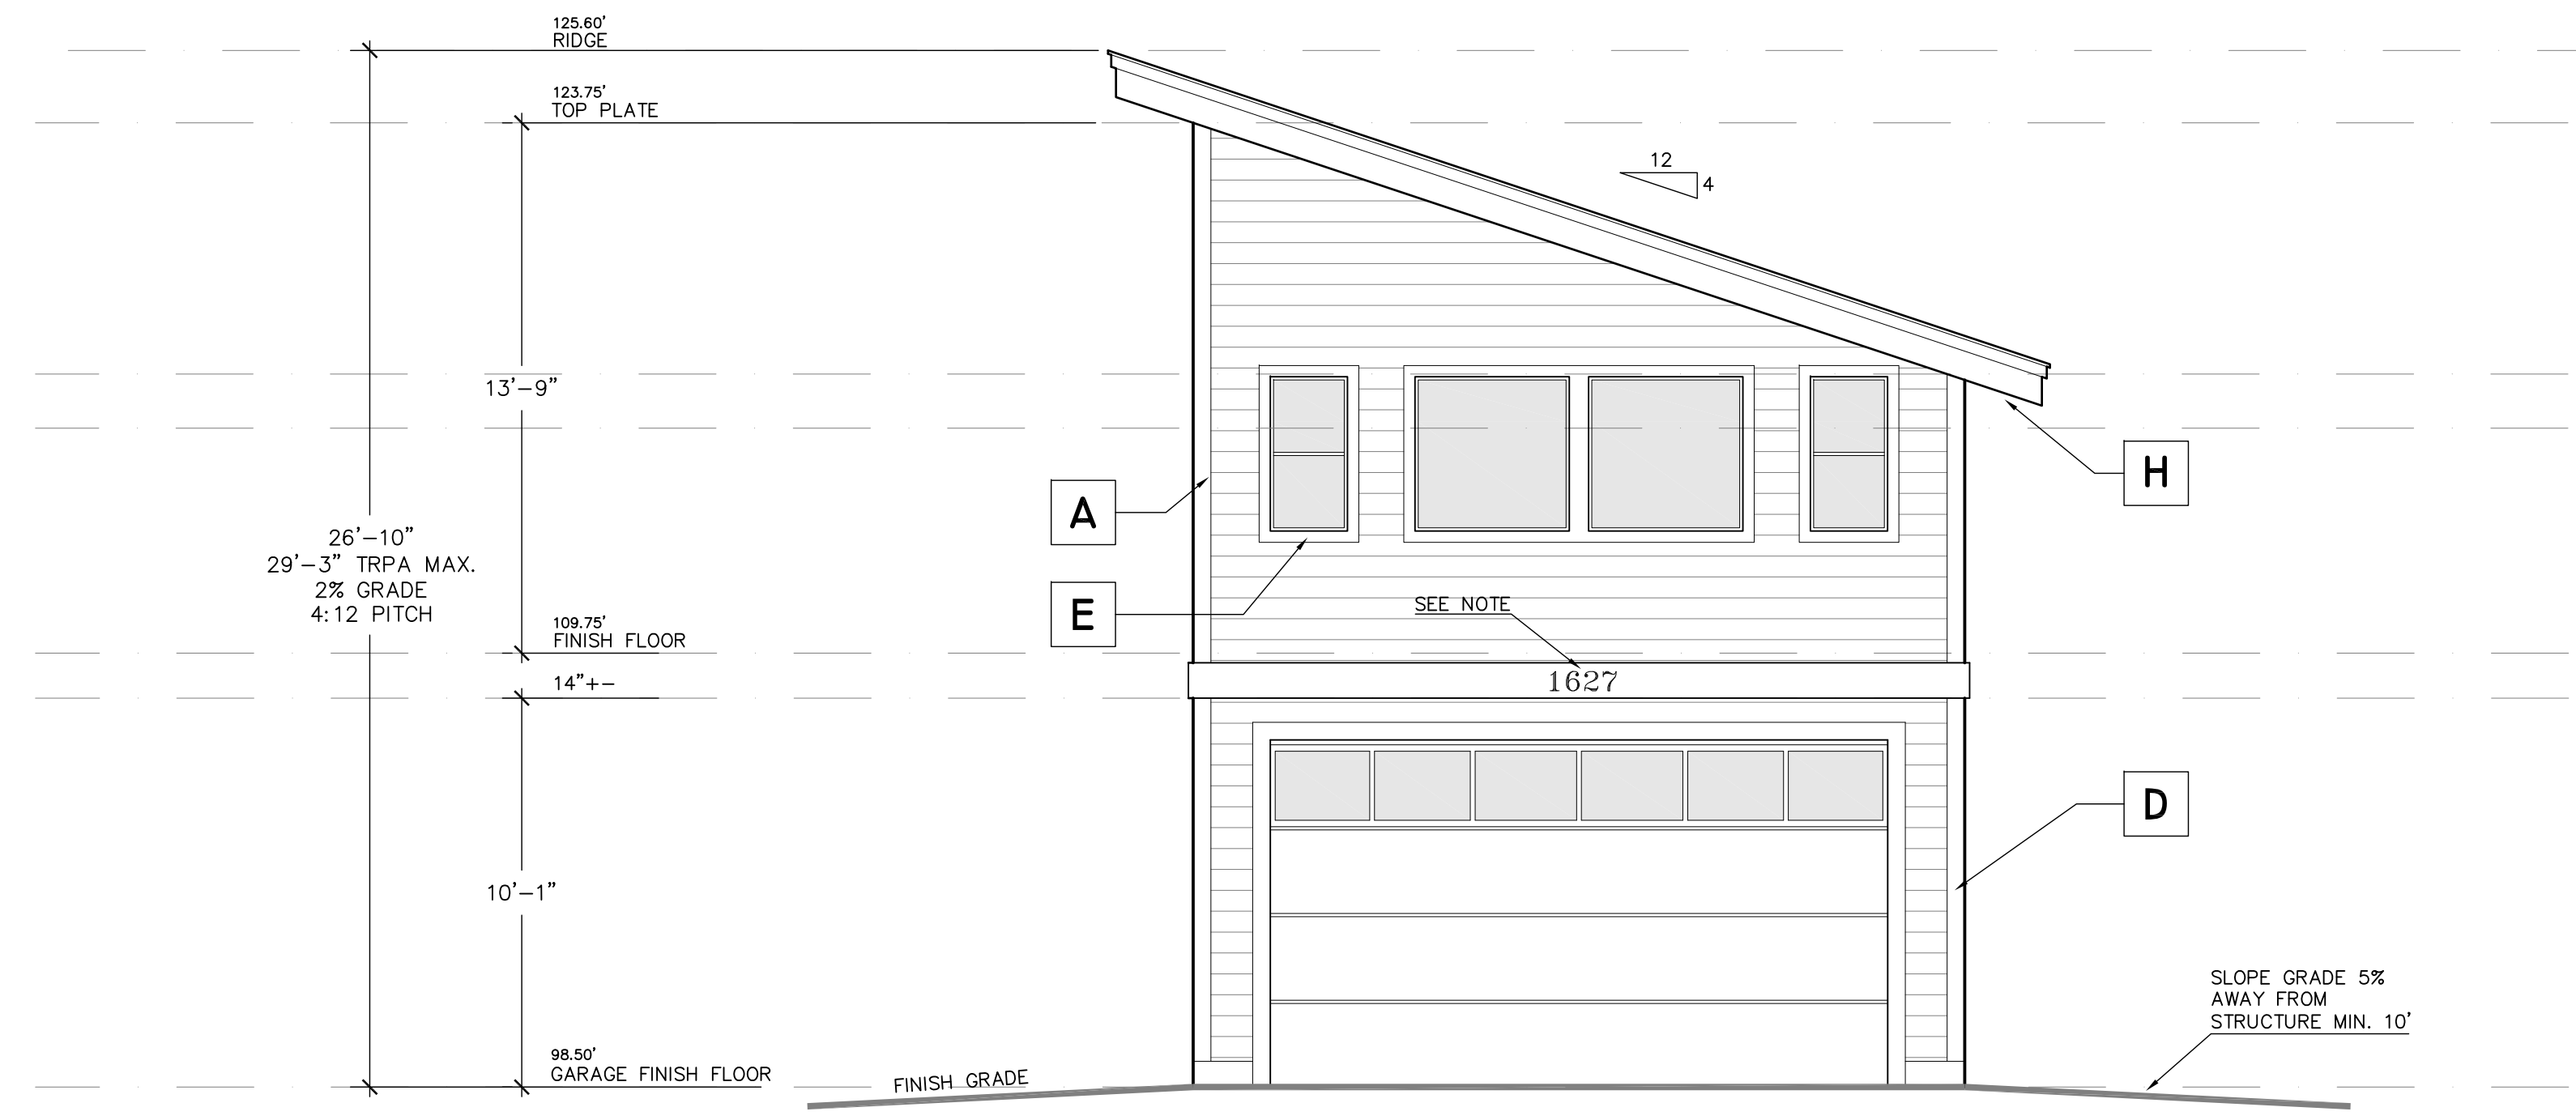 125.60'
RIDGE
123.75'
TOP PLATE
12
4
13'-9"
H
A
26'-10"
29'-3" TRPA MAX.
2% GRADE
4:12 PITCH
E
SEE NOTE
109.75'
FINISH FLOOR
14"+-
1627
D
10'-1"
SLOPE GRADE 5%
AWAY FROM
STRUCTURE MIN. 10'
98.50'
GARAGE FINISH FLOOR
FINISH GRADE